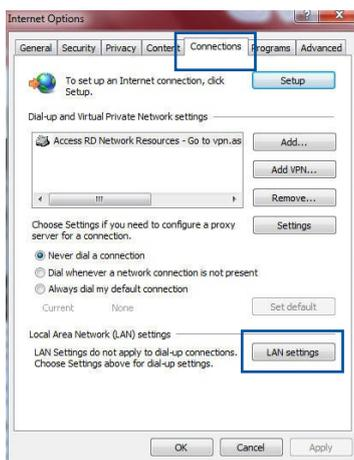 Internet Options
General Security Privacy Content Connections Programs Advanced
To set up an Internet connection, click
Setup.
Setup
Dial-up and Virtual Private Network settings
Access RD Network Resources - Go to vpn.as
Add...
Add VPN...
Remove...
Choose Settings if you need to configure a proxy
server for a connection.
Settings
Never dial a connection
Dial whenever a network connection is not present
Always dial my default connection
Current None
Set default
Local Area Network (LAN) settings
LAN Settings do not apply to dial-up connections.
Choose Settings above for dial-up settings.
LAN settings
OK Cancel Apply